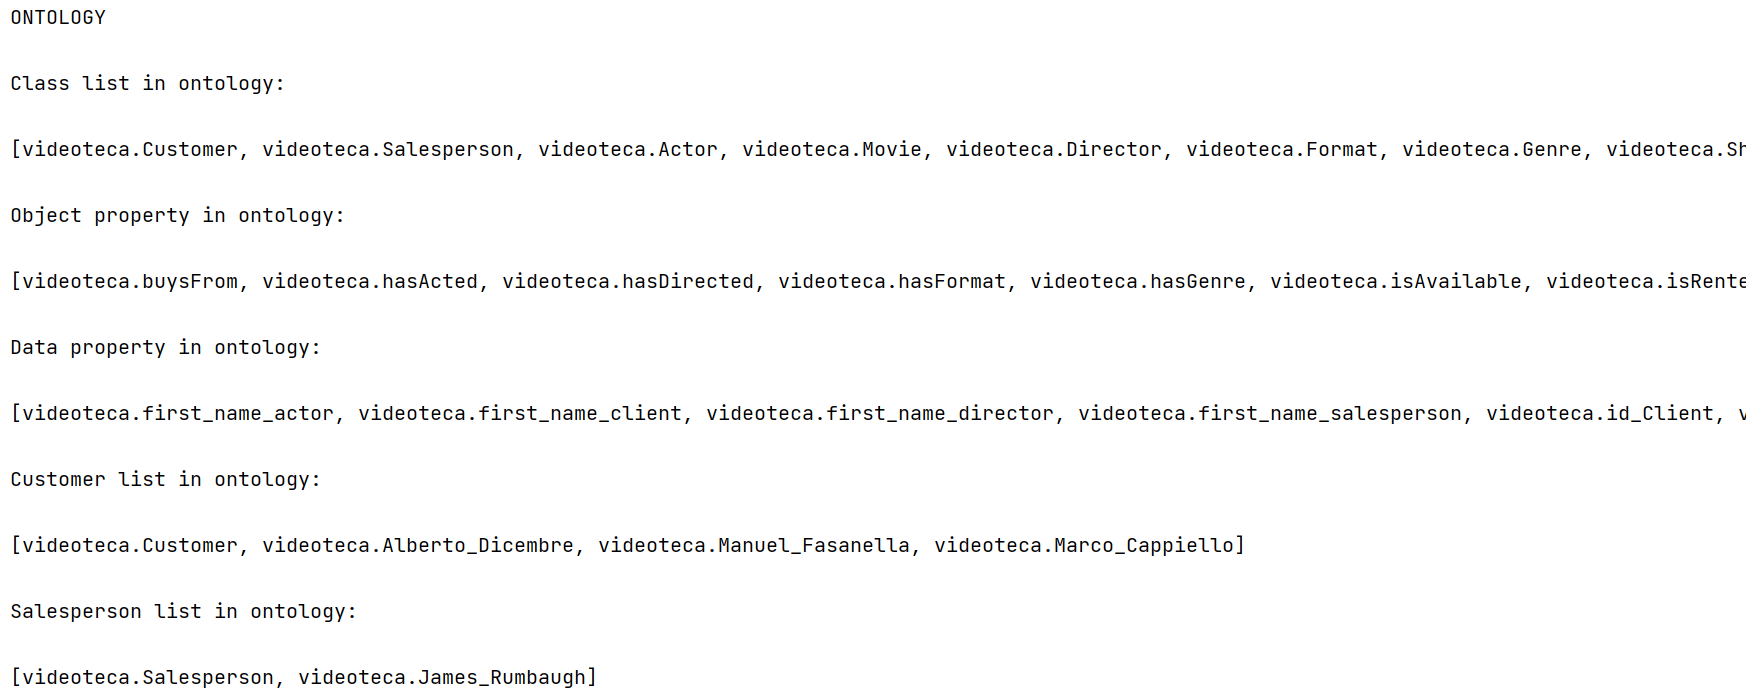 ONTOLOGY
Class list in ontology:
[videoteca.Customer, videoteca.Salesperson, videoteca.Actor, videoteca.Movie, videoteca.Director, videoteca.Format, videoteca.Genre, videoteca.Sh
Object property in ontology:
[videoteca.buysFrom, videoteca.hasActed, videoteca.hasDirected, videoteca.hasFormat, videoteca.hasGenre, videoteca.isAvailable, videoteca.isRente
Data property in ontology:
[videoteca.first_name_actor, videoteca.first_name_client, videoteca.first_name_director, videoteca.first_name_salesperson, videoteca.id_Client, v
Customer list in ontology:
[videoteca.Customer, videoteca.Alberto_Dicembre, videoteca.Manuel_Fasanella, videoteca.Marco_Cappiello]
Salesperson list in ontology:
[videoteca.Salesperson, videoteca.James_Rumbaugh]